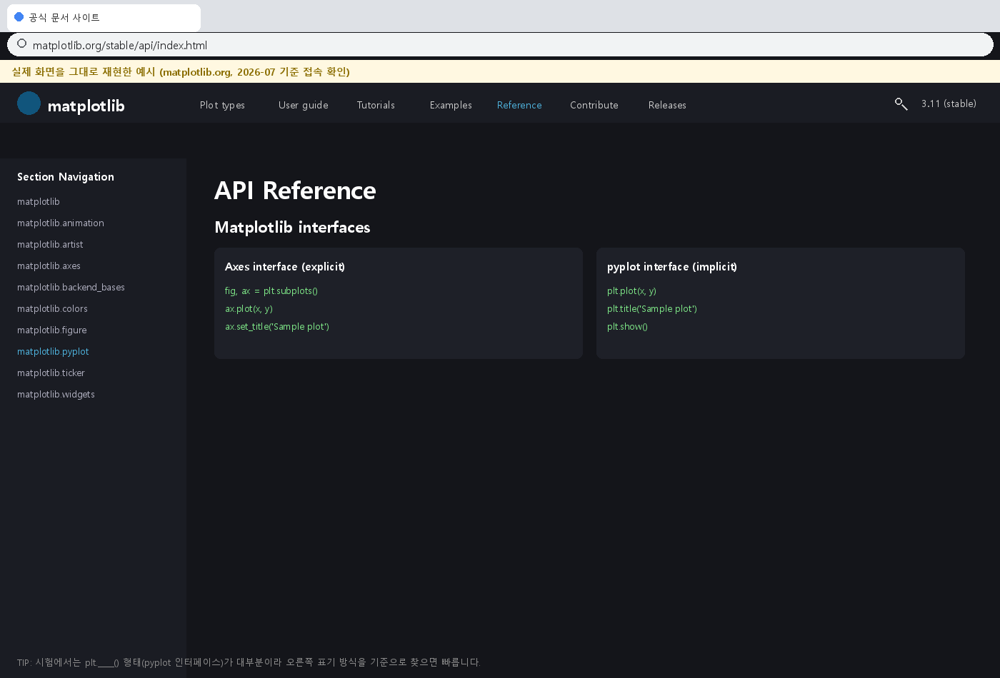 공식 문서 사이트
matplotlib.org/stable/api/index.html
실제 화면을 그대로 재현한 예시 (matplotlib.org, 2026-07 기준 접속 확인)
matplotlib Plot types User guide Tutorials Examples Reference Contribute Releases 3.11 (stable)
Section Navigation
matplotlib
matplotlib.animation
matplotlib.artist
matplotlib.axes
matplotlib.backend_bases
matplotlib.colors
matplotlib.figure
matplotlib.pyplot
matplotlib.ticker
matplotlib.widgets
API Reference
Matplotlib interfaces
Axes interface (explicit)
fig, ax = plt.subplots()
ax.plot(x, y)
ax.set_title('Sample plot')
pyplot interface (implicit)
plt.plot(x, y)
plt.title('Sample plot')
plt.show()
TIP: 시험에서는 plt.____() 형태(pyplot 인터페이스)가 대부분이라 오른쪽 표기 방식을 기준으로 찾으면 빠릅니다.